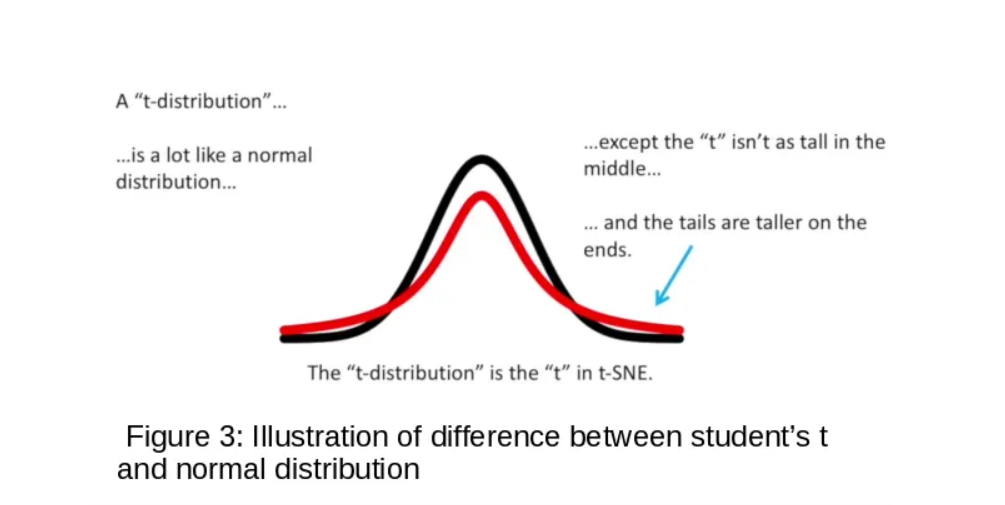 A “t-distribution”...
...is a lot like a normal
distribution...
...except the “t” isn’t as tall in the
middle...
... and the tails are taller on the
ends.
The “t-distribution” is the “t” in t-SNE.
Figure 3: Illustration of difference between student’s t
and normal distribution